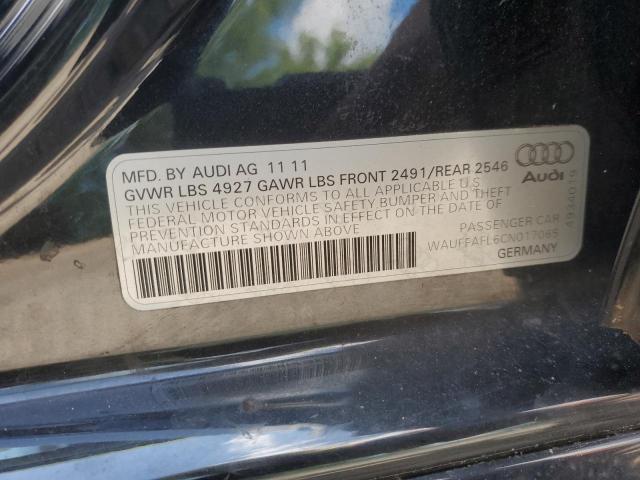 MFD. BY AUDI AG 11 11
GVWR LBS 4927 GAWR LBS FRONT 2491/REAR 2546
THIS VEHICLE CONFORMS TO ALL APPLICABLE U.S.
FEDERAL MOTOR VEHICLE SAFETY BUMPER AND THEFT
PREVENTION STANDARDS IN EFFECT ON THE DATE OF
MANUFACTURE SHOWN ABOVE
Audi
PASSENGER CAR
WAUFFAFL6CN017065
GERMANY
4934019